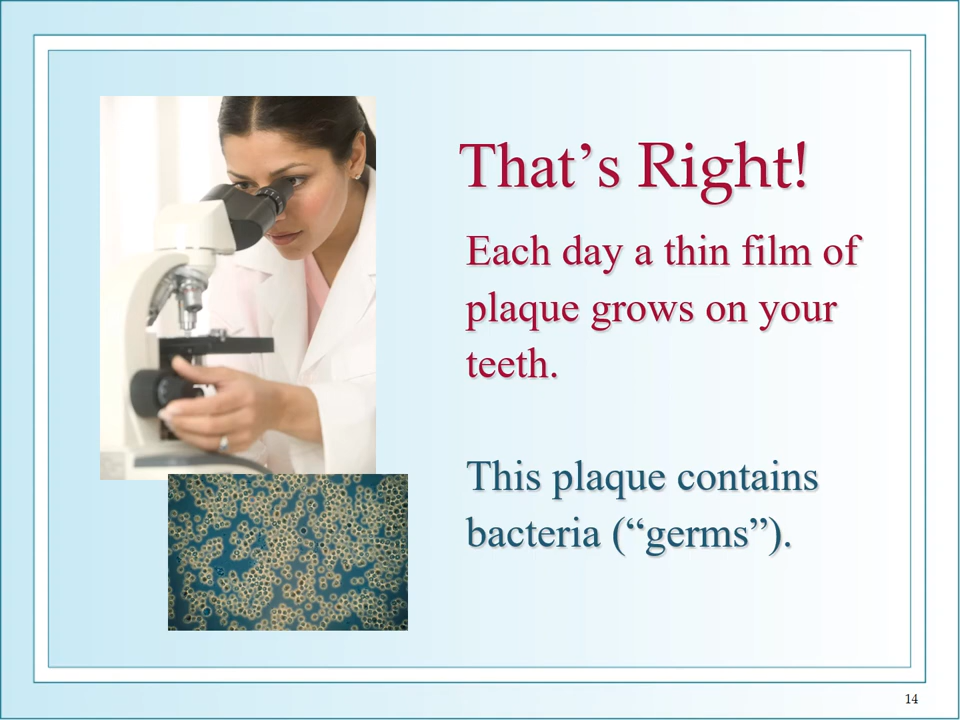 That’s Right!
Each day a thin film of
plaque grows on your
teeth.
This plaque contains
bacteria (“germs”).
14